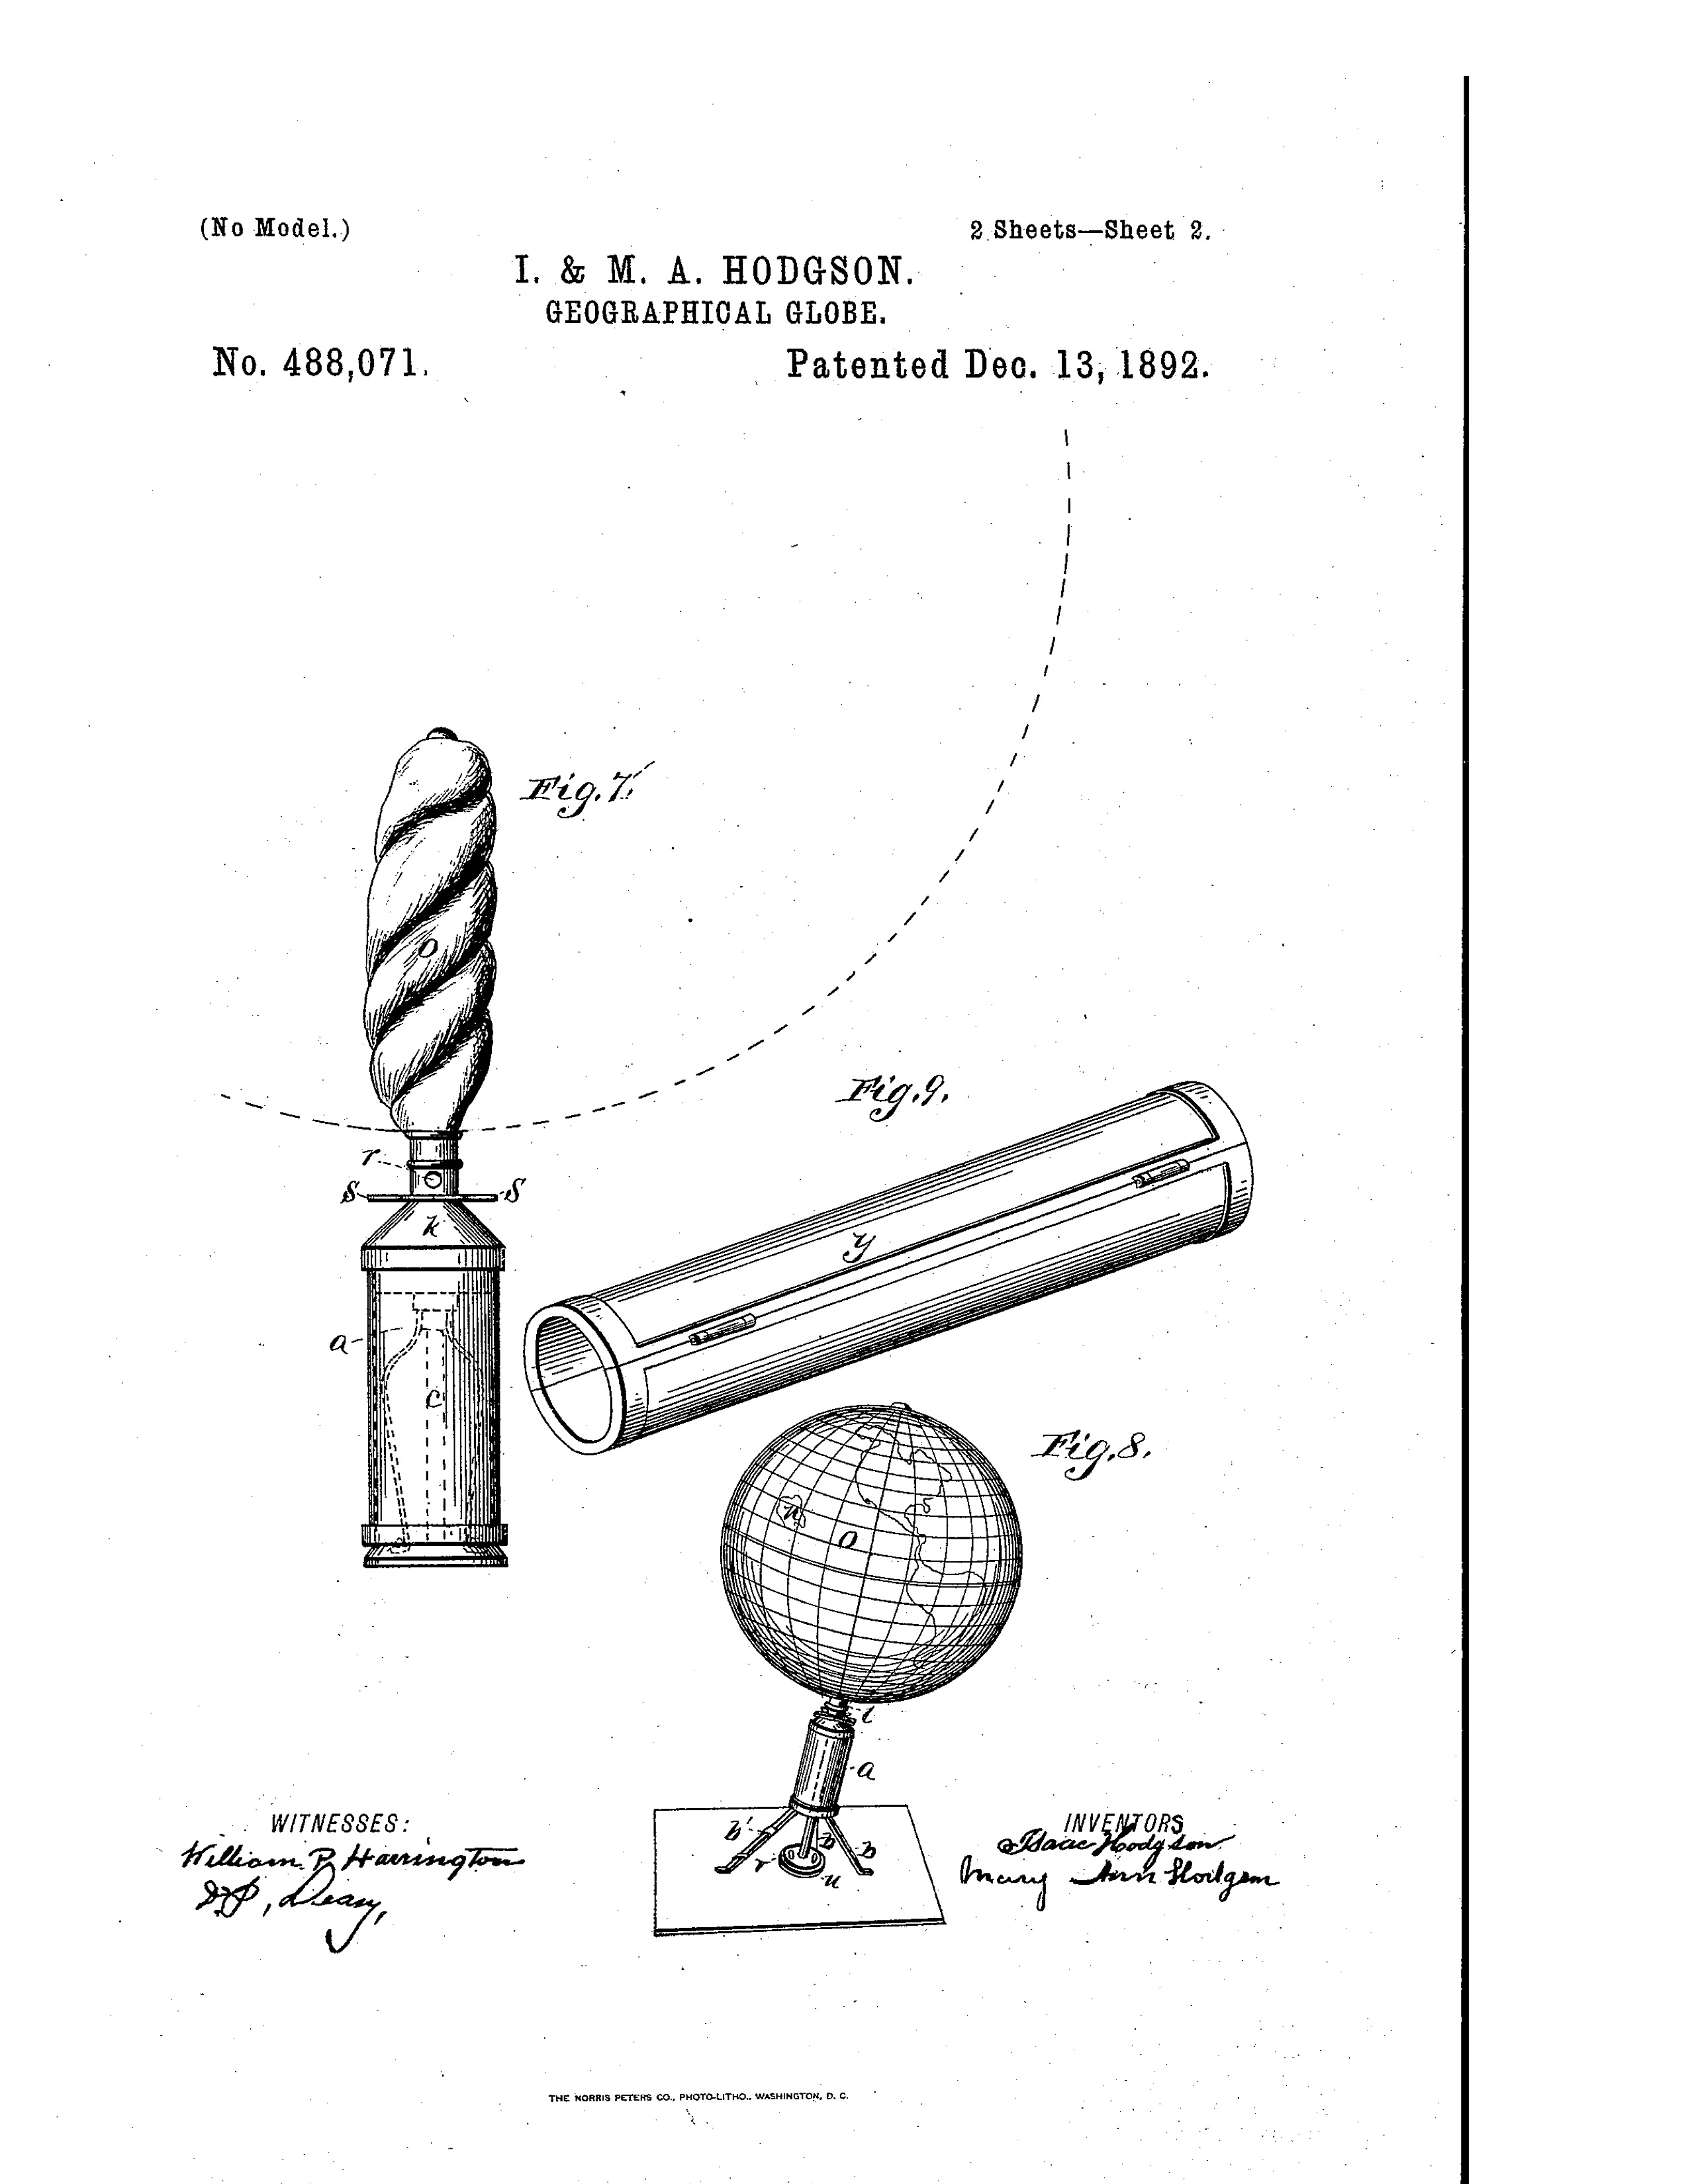 (No Model.)
2 Sheets—Sheet 2.
I. & M. A. HODGSON.
GEOGRAPHICAL GLOBE.
No. 488,071.
Patented Dec. 13, 1892.
Fig. 7.
o
r
S
S
k
a
c
Fig. 9.
y
Fig. 8.
n
o
i
a
b'
b
b
r
u
WITNESSES:
William P. Harrington
INVENTORS
Isaac Hodgson
Mary Ann Hodgson
THE NORRIS PETERS CO., PHOTO-LITHO., WASHINGTON, D. C.